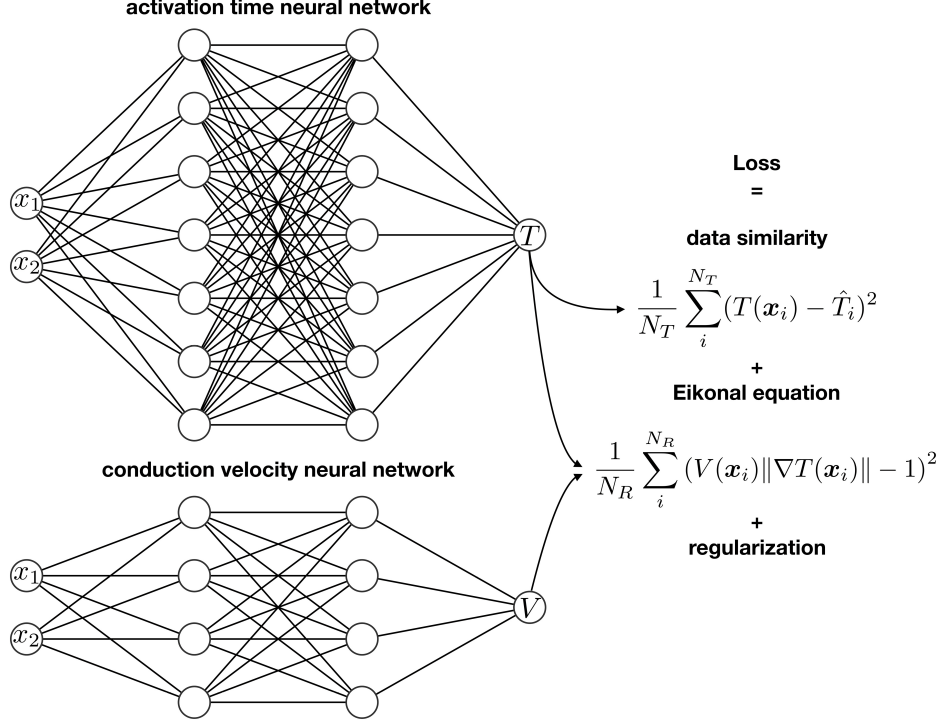 activation time neural network
x₁
x₂
T
Loss
=
data similarity
1/N_T ∑_i^{N_T} (T(𝒙_i) − T̂_i)²
+
Eikonal equation
1/N_R ∑_i^{N_R} (V(𝒙_i)‖∇T(𝒙_i)‖ − 1)²
+
regularization
conduction velocity neural network
x₁
x₂
V